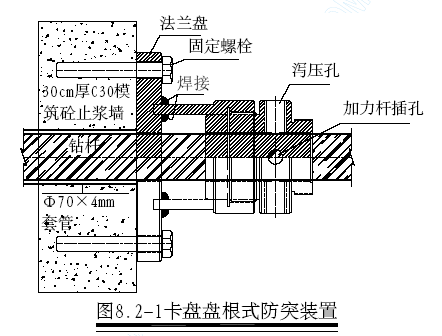 法兰盘
固定螺栓
焊接
泻压孔
30cm厚C30模
筑砼止浆墙
加力杆插孔
钻杆
Φ70×4mm
套管
图8.2-1卡盘盘根式防突装置